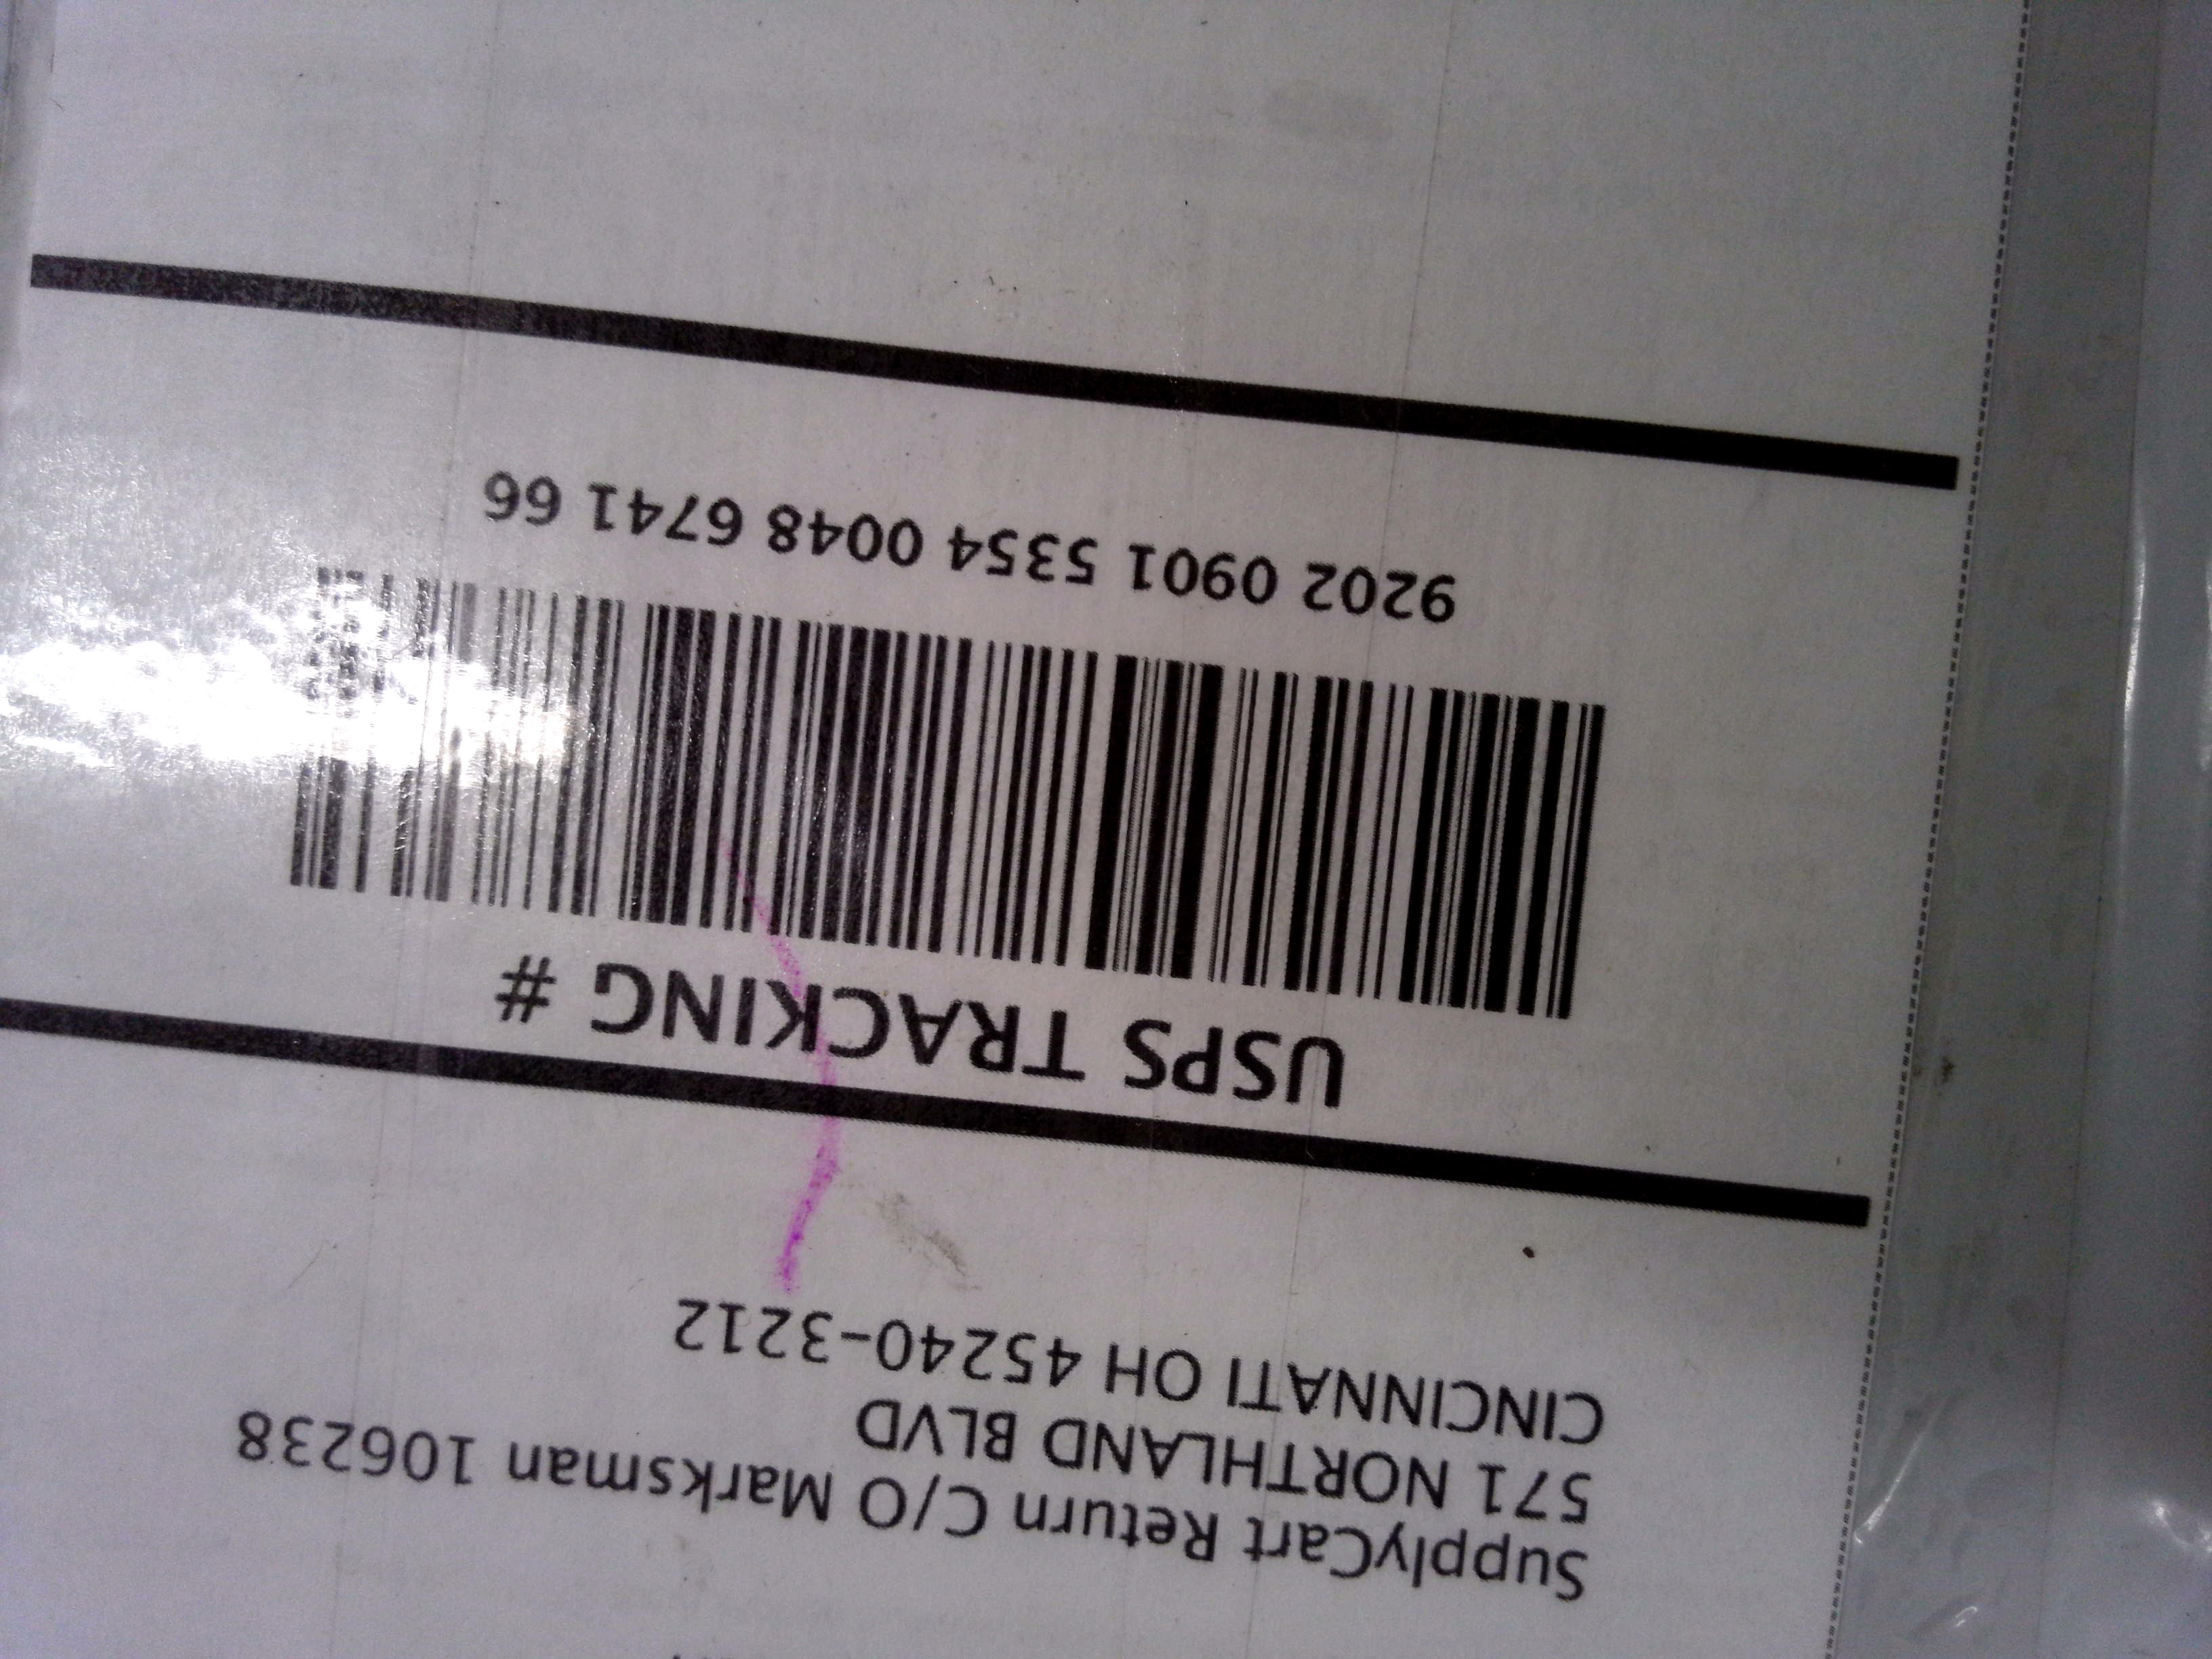 SupplyCart Return C/O Marksman 106238
571 NORTHLAND BLVD
CINCINNATI OH 45240-3212
USPS TRACKING #
9202 0901 5354 0048 6741 66